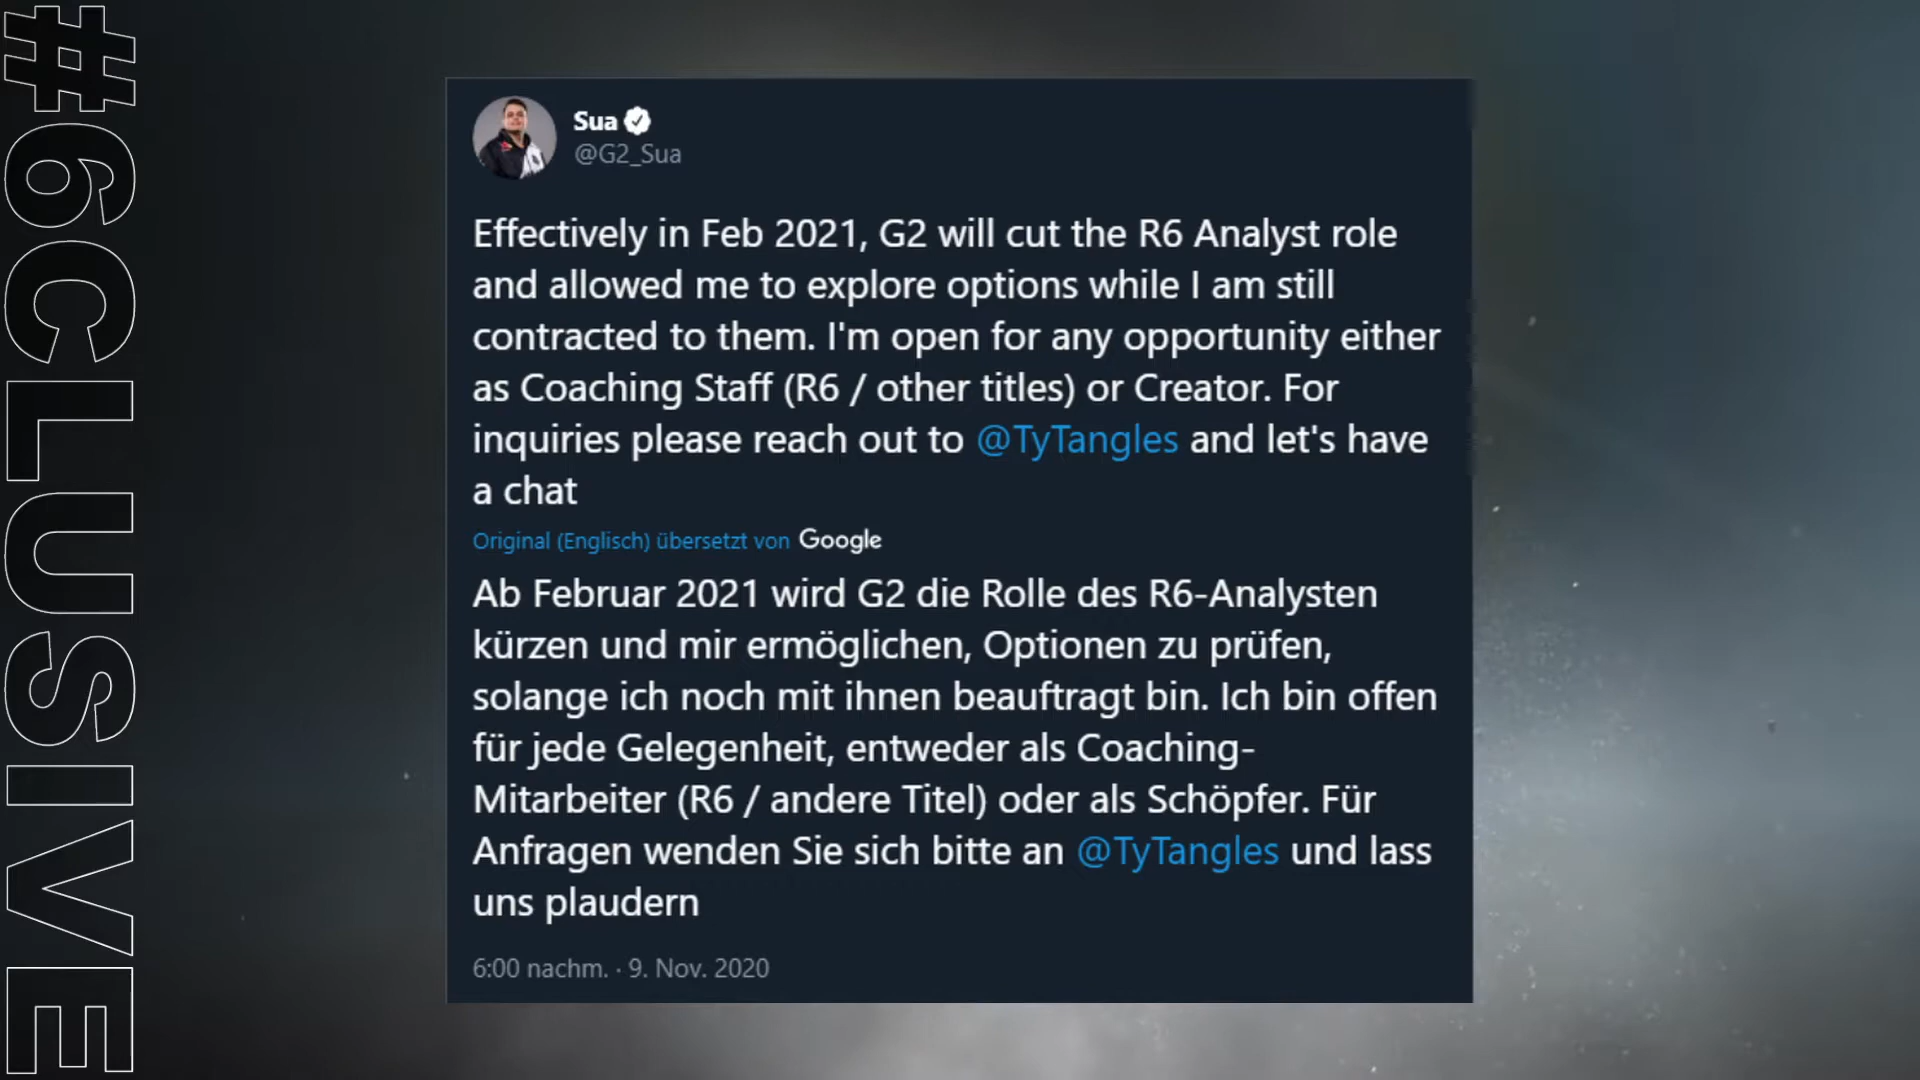 #6CLUSIVE
Sua
@G2_Sua
Effectively in Feb 2021, G2 will cut the R6 Analyst role
and allowed me to explore options while I am still
contracted to them. I'm open for any opportunity either
as Coaching Staff (R6 / other titles) or Creator. For
inquiries please reach out to @TyTangles and let's have
a chat
Original (Englisch) übersetzt von Google
Ab Februar 2021 wird G2 die Rolle des R6-Analysten
kürzen und mir ermöglichen, Optionen zu prüfen,
solange ich noch mit ihnen beauftragt bin. Ich bin offen
für jede Gelegenheit, entweder als Coaching-
Mitarbeiter (R6 / andere Titel) oder als Schöpfer. Für
Anfragen wenden Sie sich bitte an @TyTangles und lass
uns plaudern
6:00 nachm. · 9. Nov. 2020